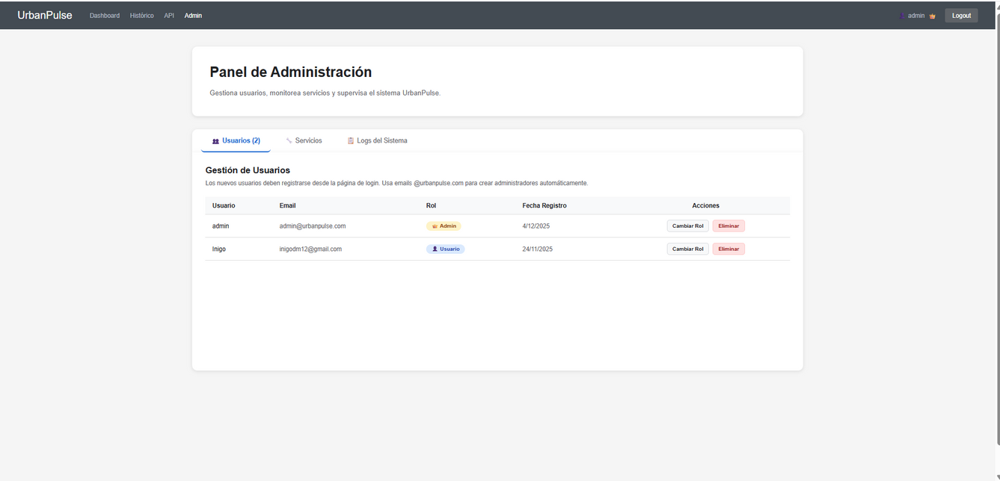 UrbanPulse Dashboard Histórico API Admin admin Logout
Panel de Administración
Gestiona usuarios, monitorea servicios y supervisa el sistema UrbanPulse.
Usuarios (2) Servicios Logs del Sistema
Gestión de Usuarios
Los nuevos usuarios deben registrarse desde la página de login. Usa emails @urbanpulse.com para crear administradores automáticamente.
Usuario Email Rol Fecha Registro Acciones
admin admin@urbanpulse.com Admin 4/12/2025 Cambiar Rol Eliminar
Inigo inigodm12@gmail.com Usuario 24/11/2025 Cambiar Rol Eliminar